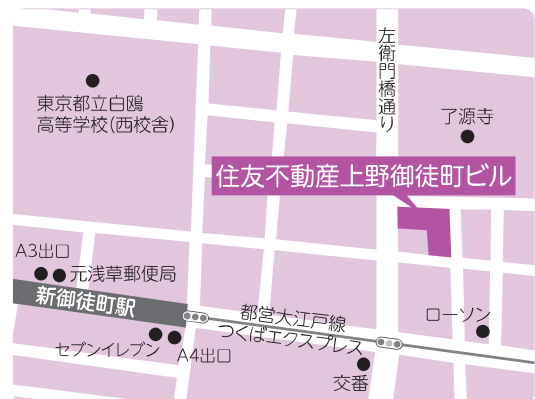 左衛門橋通り
東京都立白鴎
高等学校(西校舎)
了源寺
住友不動産上野御徒町ビル
A3出口
元浅草郵便局
新御徒町駅
都営大江戸線
つくばエクスプレス
ローソン
セブンイレブン
A4出口
交番